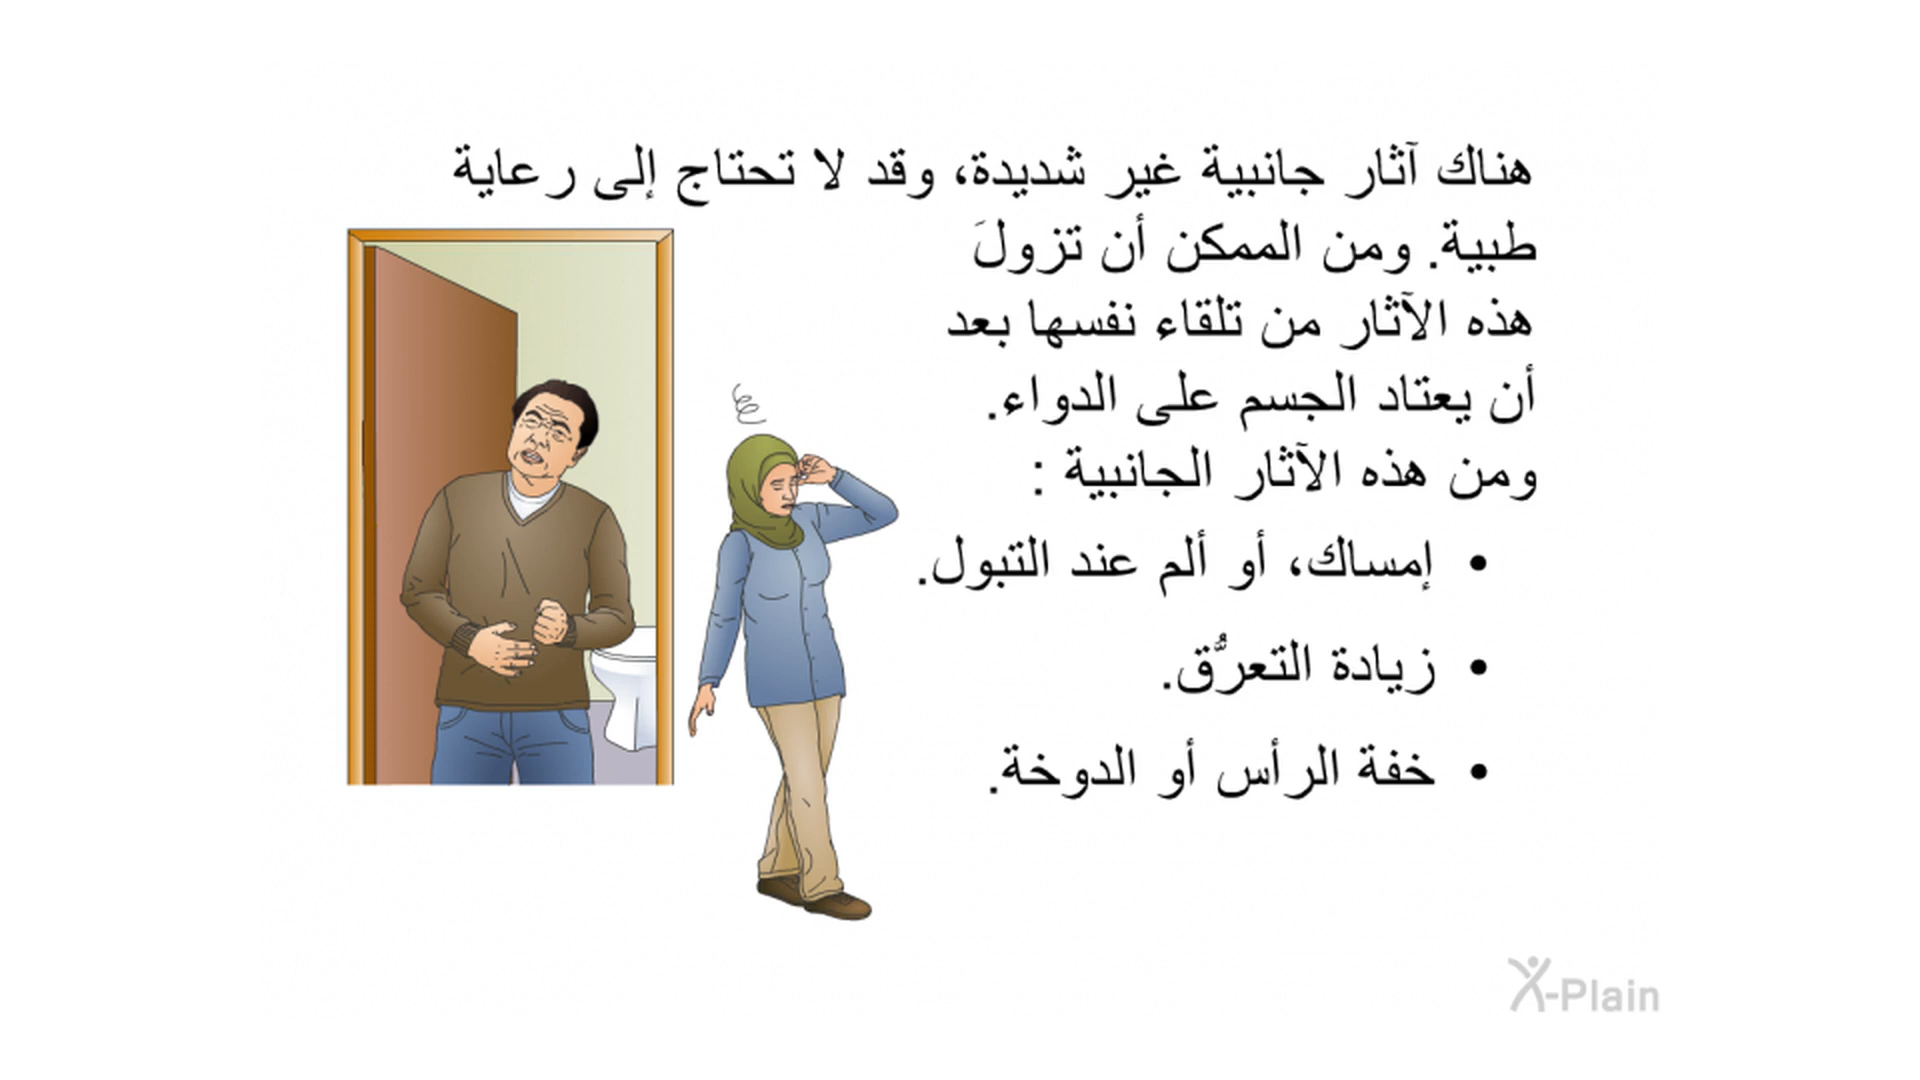 هناك آثار جانبية غير شديدة، وقد لا تحتاج إلى رعاية
طبية. ومن الممكن أن تزولَ
هذه الآثار من تلقاء نفسها بعد
أن يعتاد الجسم على الدواء.
ومن هذه الآثار الجانبية :
• إمساك، أو ألم عند التبول.
• زيادة التعرُّق.
• خفة الرأس أو الدوخة.
X-Plain